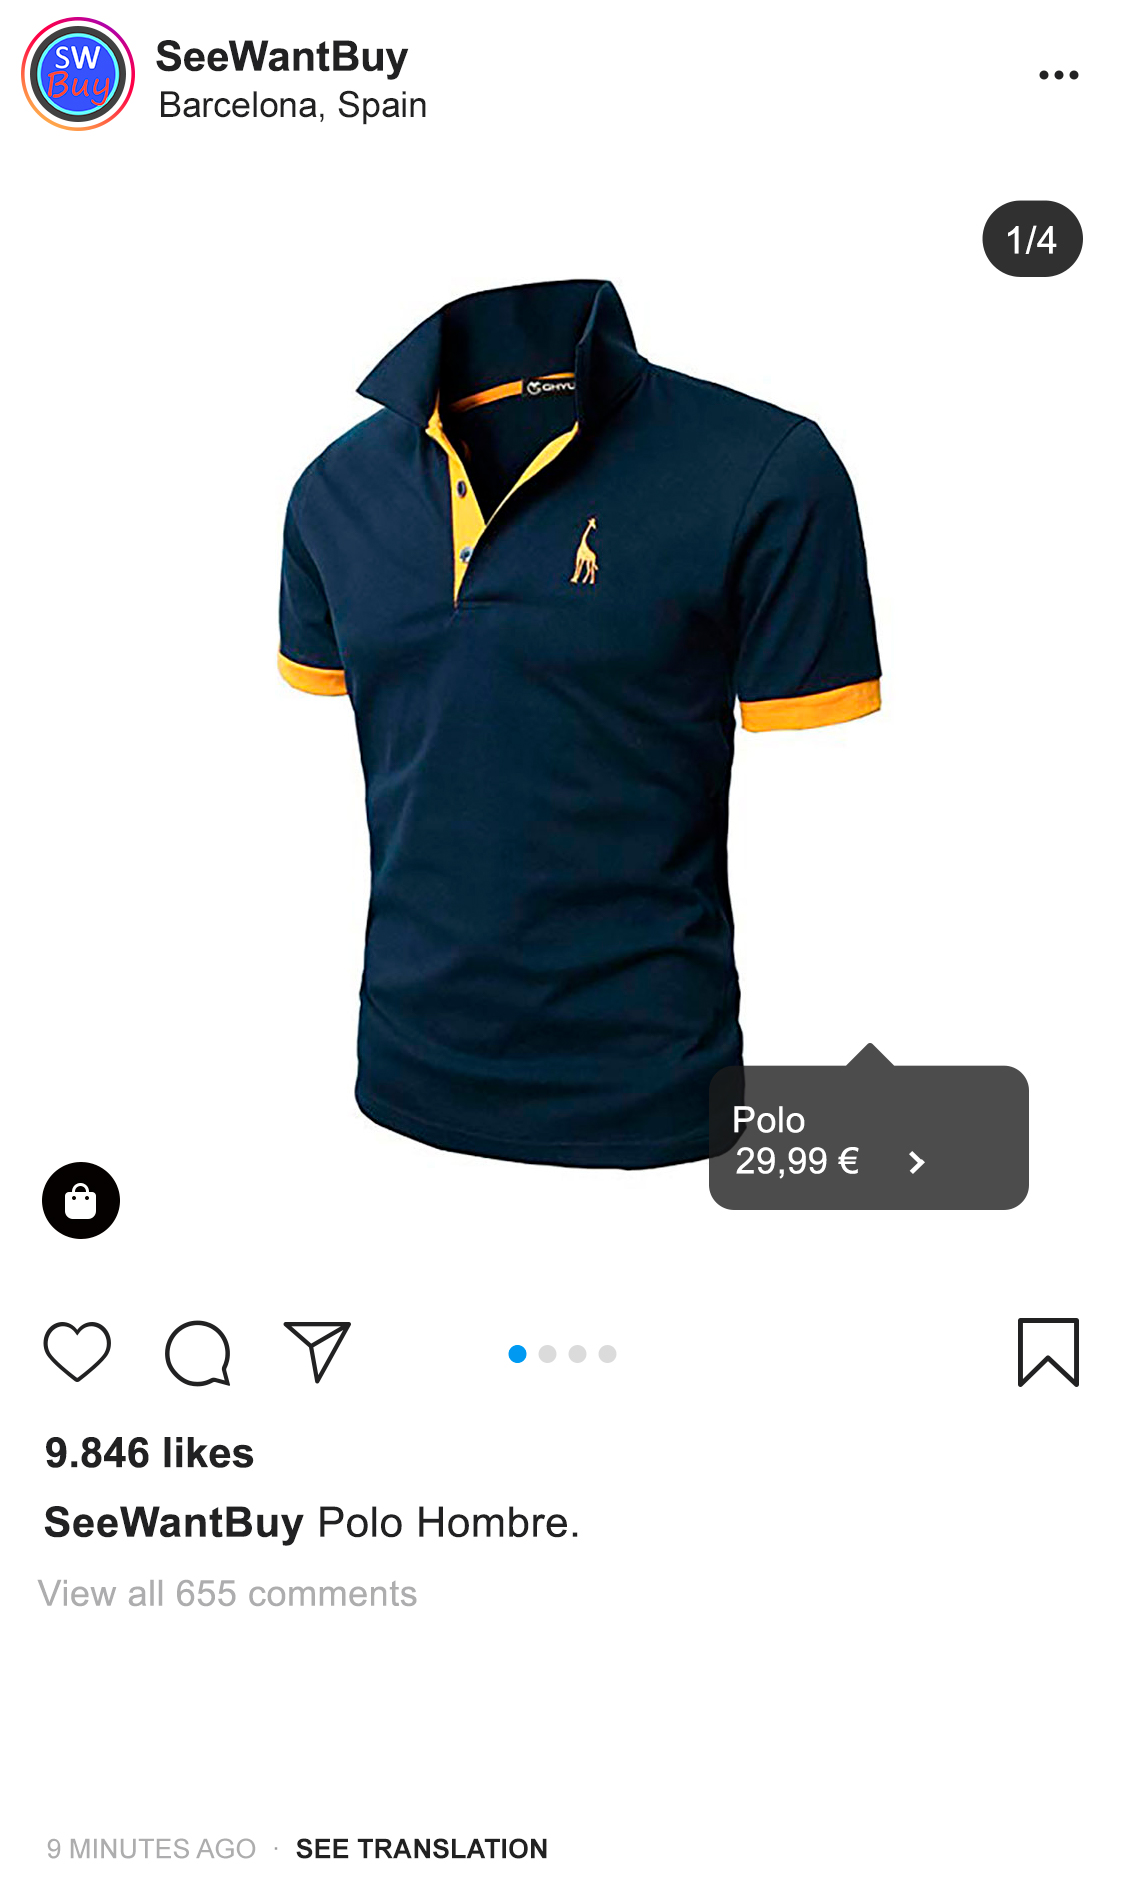 SW
Buy
SeeWantBuy
Barcelona, Spain
1/4
GHYU
Polo
29,99 €
9.846 likes
SeeWantBuy Polo Hombre.
View all 655 comments
9 MINUTES AGO · SEE TRANSLATION